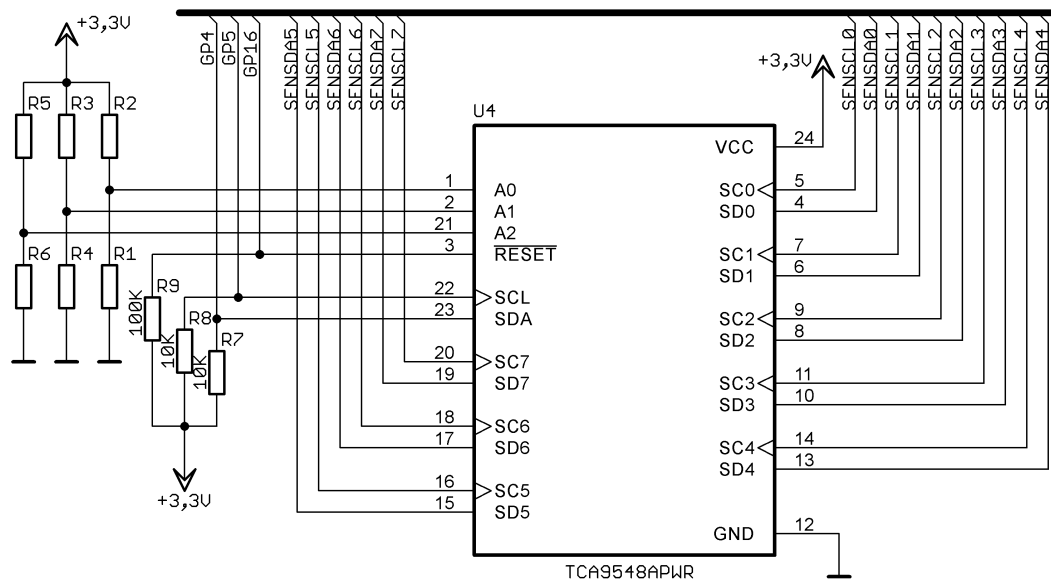 +3,3V
GP4
GP5
GP16
SENSDA5
SENSCL5
SENSDA6
SENSCL6
SENSDA7
SENSCL7
SENSCL0
SENSDA0
SENSCL1
SENSDA1
SENSCL2
SENSDA2
SENSCL3
SENSDA3
SENSCL4
SENSDA4
+3,3V
R5
R3
R2
U4
VCC
24
1
A0
2
A1
21
A2
3
RESET
SC0
5
SD0
4
SC1
7
SD1
6
R6
R4
R1
R9
100K
R8
10K
R7
10K
22
SCL
23
SDA
SC2
9
SD2
8
20
SC7
19
SD7
SC3
11
SD3
10
18
SC6
17
SD6
SC4
14
SD4
13
+3,3V
16
SC5
15
SD5
GND
12
TCA9548APWR